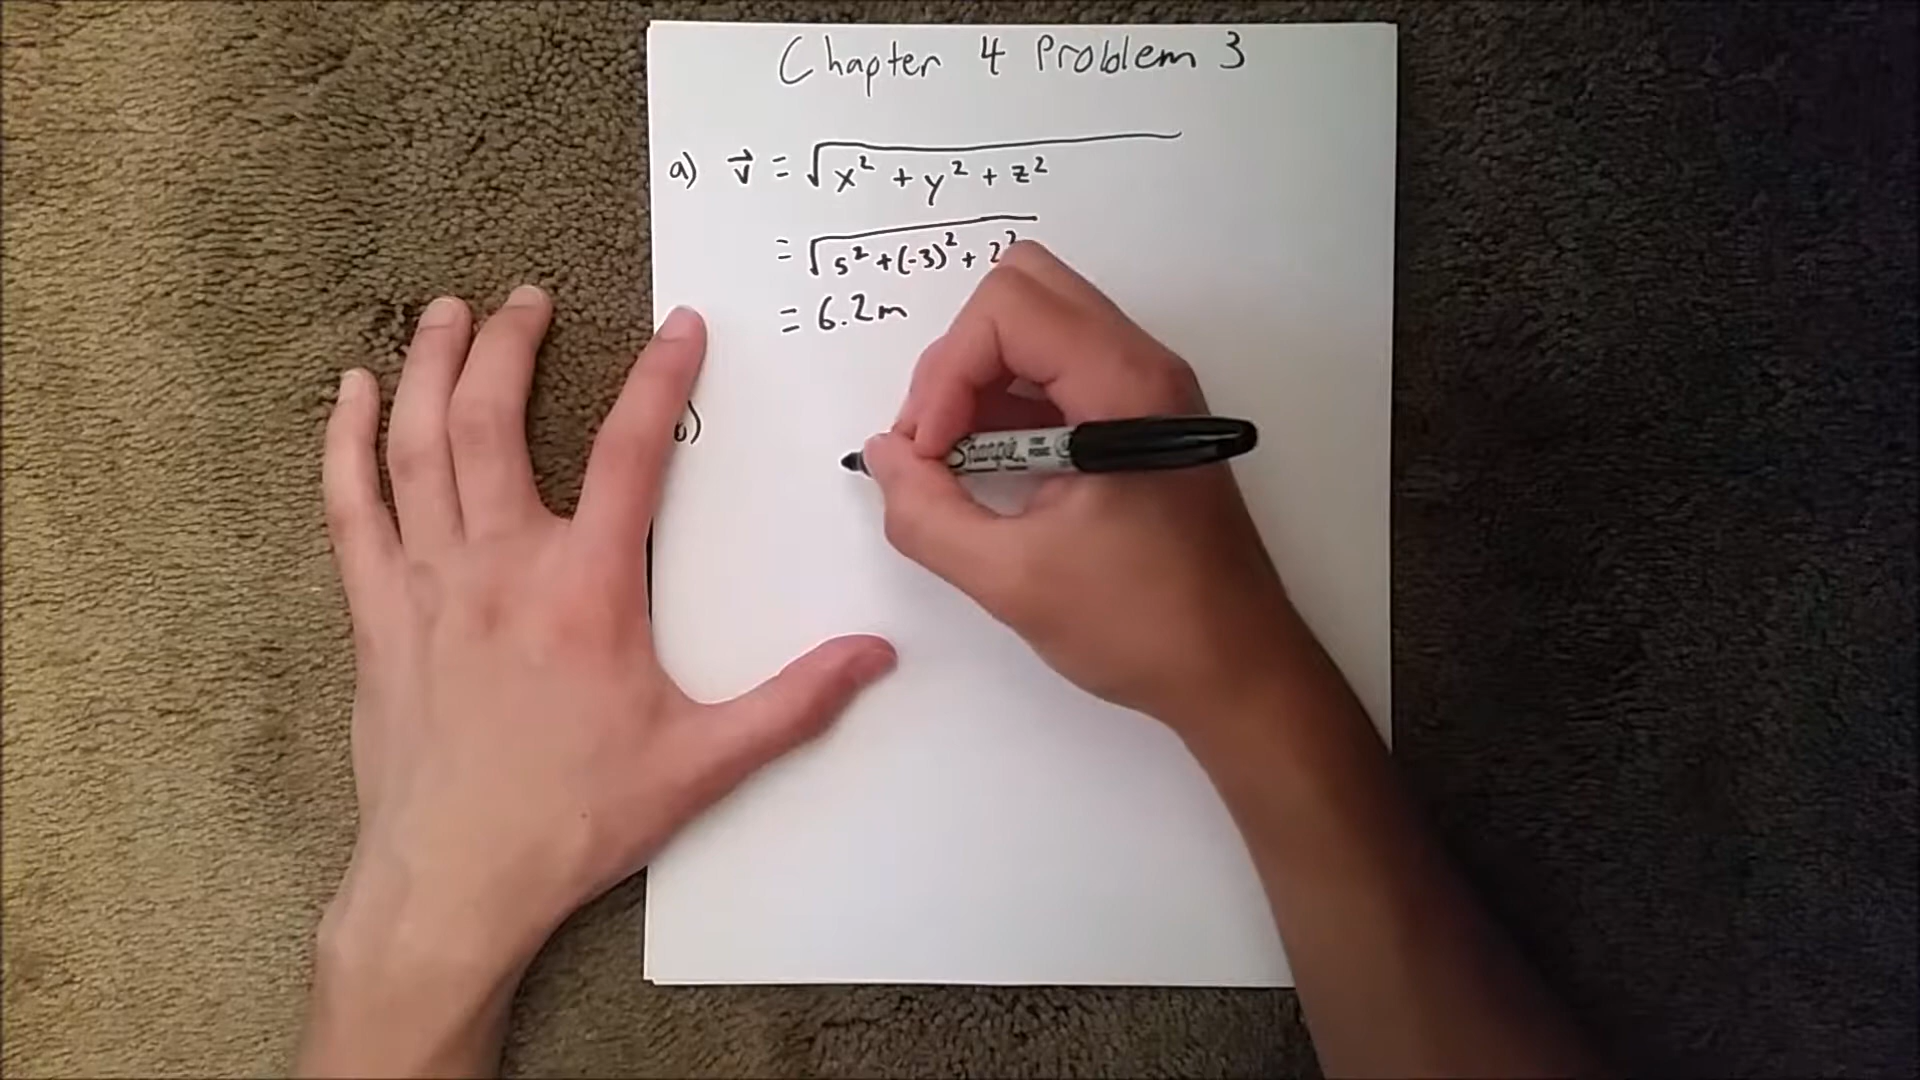 Chapter 4 Problem 3
a) v⃗ = √x² + y² + z²
= √5² + (-3)² + 2²
= 6.2m
b)
Sharpie